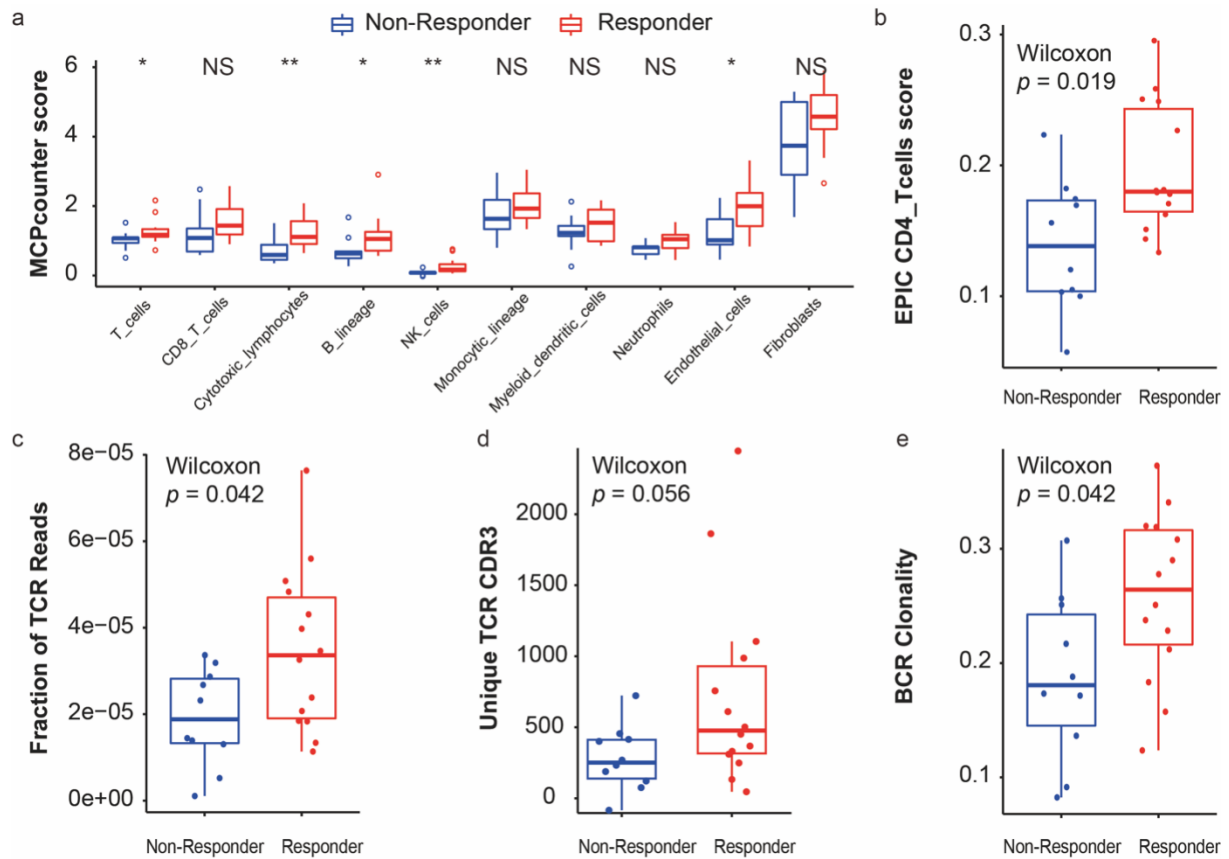 a
Non-Responder Responder
MCPcounter score
6
4
2
0
* NS ** * ** NS NS NS * NS
T_cells
CD8_T_cells
Cytotoxic_lymphocytes
B_lineage
NK_cells
Monocytic_lineage
Myeloid_dendritic_cells
Neutrophils
Endothelial_cells
Fibroblasts
b
EPIC CD4_Tcells score
0.3
0.2
0.1
Wilcoxon
p = 0.019
Non-Responder Responder
c
Fraction of TCR Reads
8e−05
6e−05
4e−05
2e−05
0e+00
Wilcoxon
p = 0.042
Non-Responder Responder
d
Unique TCR CDR3
2000
1500
1000
500
0
Wilcoxon
p = 0.056
Non-Responder Responder
e
BCR Clonality
0.3
0.2
0.1
Wilcoxon
p = 0.042
Non-Responder Responder